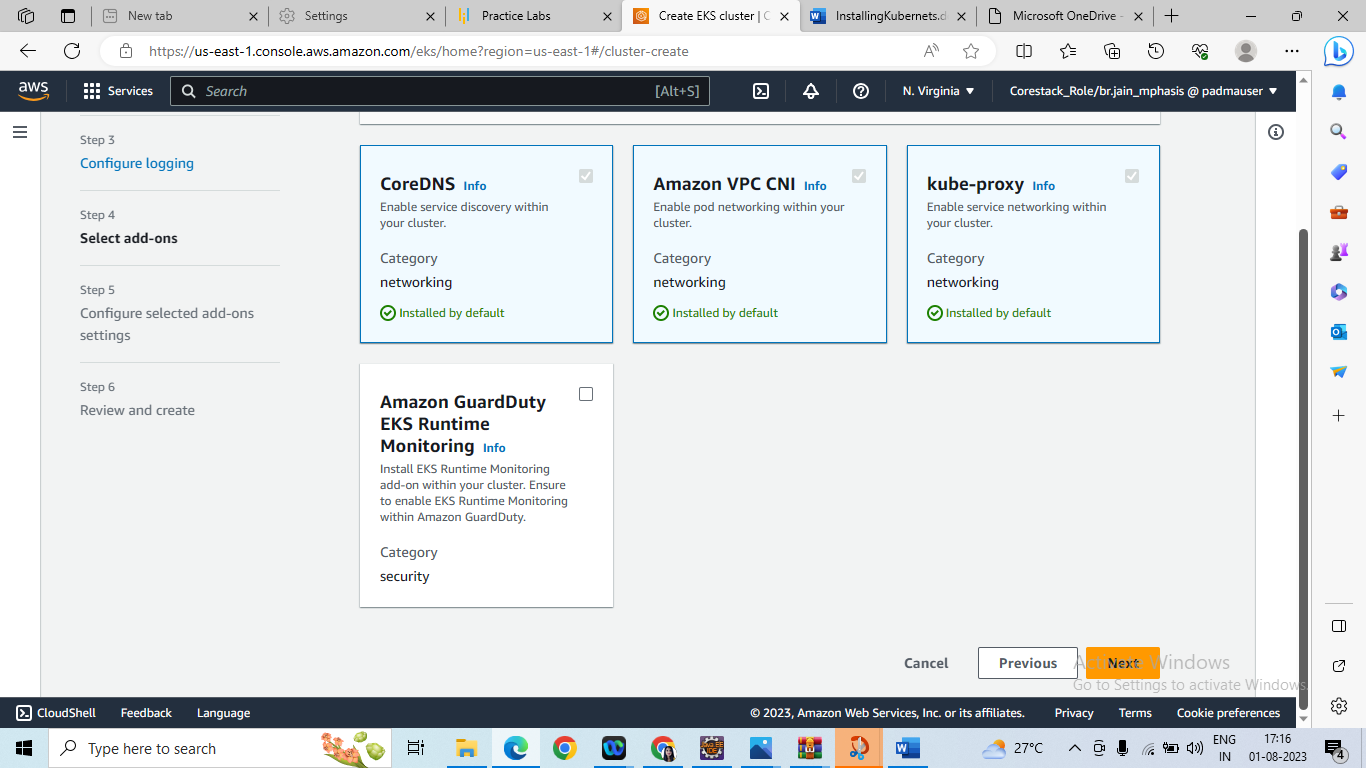 New tab
Settings
Practice Labs
Create EKS cluster | C
InstallingKubernets.d
Microsoft OneDrive -
https://us-east-1.console.aws.amazon.com/eks/home?region=us-east-1#/cluster-create
aws
Services
Search
[Alt+S]
N. Virginia
Corestack_Role/br.jain_mphasis @ padmauser
Step 3
Configure logging
Step 4
Select add-ons
Step 5
Configure selected add-ons
settings
Step 6
Review and create
CoreDNS Info
Enable service discovery within
your cluster.
Category
networking
Installed by default
Amazon VPC CNI Info
Enable pod networking within your
cluster.
Category
networking
Installed by default
kube-proxy Info
Enable service networking within
your cluster.
Category
networking
Installed by default
Amazon GuardDuty
EKS Runtime
Monitoring Info
Install EKS Runtime Monitoring
add-on within your cluster. Ensure
to enable EKS Runtime Monitoring
within Amazon GuardDuty.
Category
security
Cancel
Previous
Next
Activate Windows
Go to Settings to activate Windows.
CloudShell
Feedback
Language
© 2023, Amazon Web Services, Inc. or its affiliates.
Privacy
Terms
Cookie preferences
Type here to search
27°C
ENG
IN
17:16
01-08-2023
4